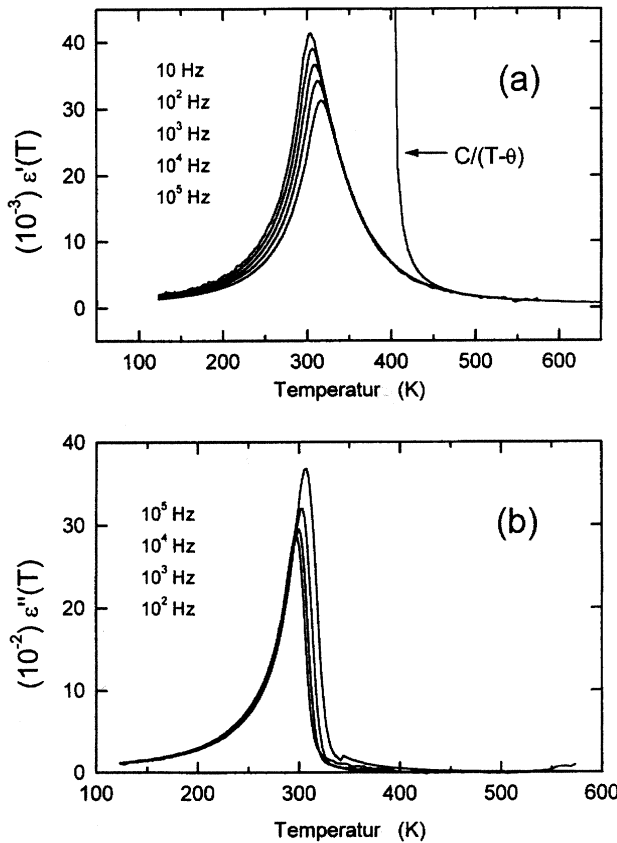 (a)
(10⁻³) ε'(T)
40
30
20
10
0
10 Hz
10² Hz
10³ Hz
10⁴ Hz
10⁵ Hz
C/(T-θ)
100 200 300 400 500 600
Temperatur (K)
(b)
(10⁻²) ε''(T)
40
30
20
10
0
10⁵ Hz
10⁴ Hz
10³ Hz
10² Hz
100 200 300 400 500 600
Temperatur (K)